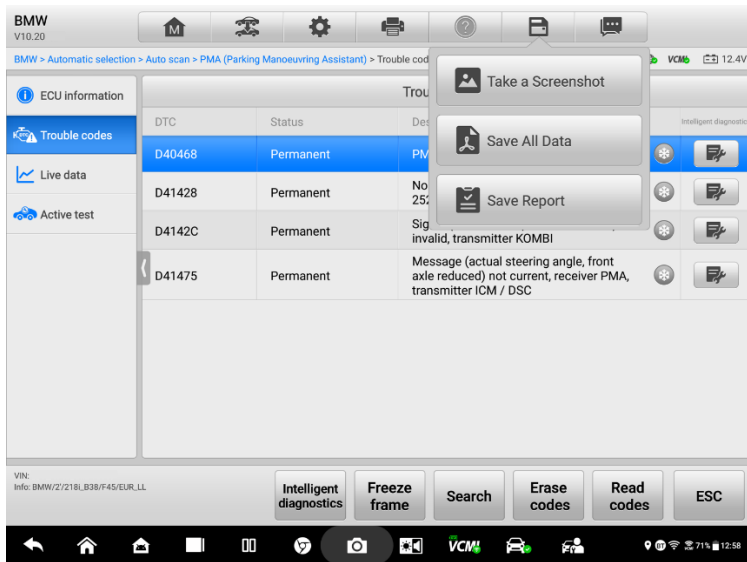 BMW
V10.20
M
?
BMW > Automatic selection > Auto scan > PMA (Parking Manoeuvring Assistant) > Trouble cod
VCMI
12.4V
ECU information
Trouble codes
Live data
Active test
Trou
DTC Status Des Intelligent diagnostic
D40468 Permanent PM
D41428 Permanent No
252
D4142C Permanent Sig
invalid, transmitter KOMBI
D41475 Permanent Message (actual steering angle, front
axle reduced) not current, receiver PMA,
transmitter ICM / DSC
Take a Screenshot
Save All Data
Save Report
VIN:
Info: BMW/2'/218i_B38/F45/EUR_LL
Intelligent
diagnostics
Freeze
frame
Search
Erase
codes
Read
codes
ESC
VCMI
71% 12:58